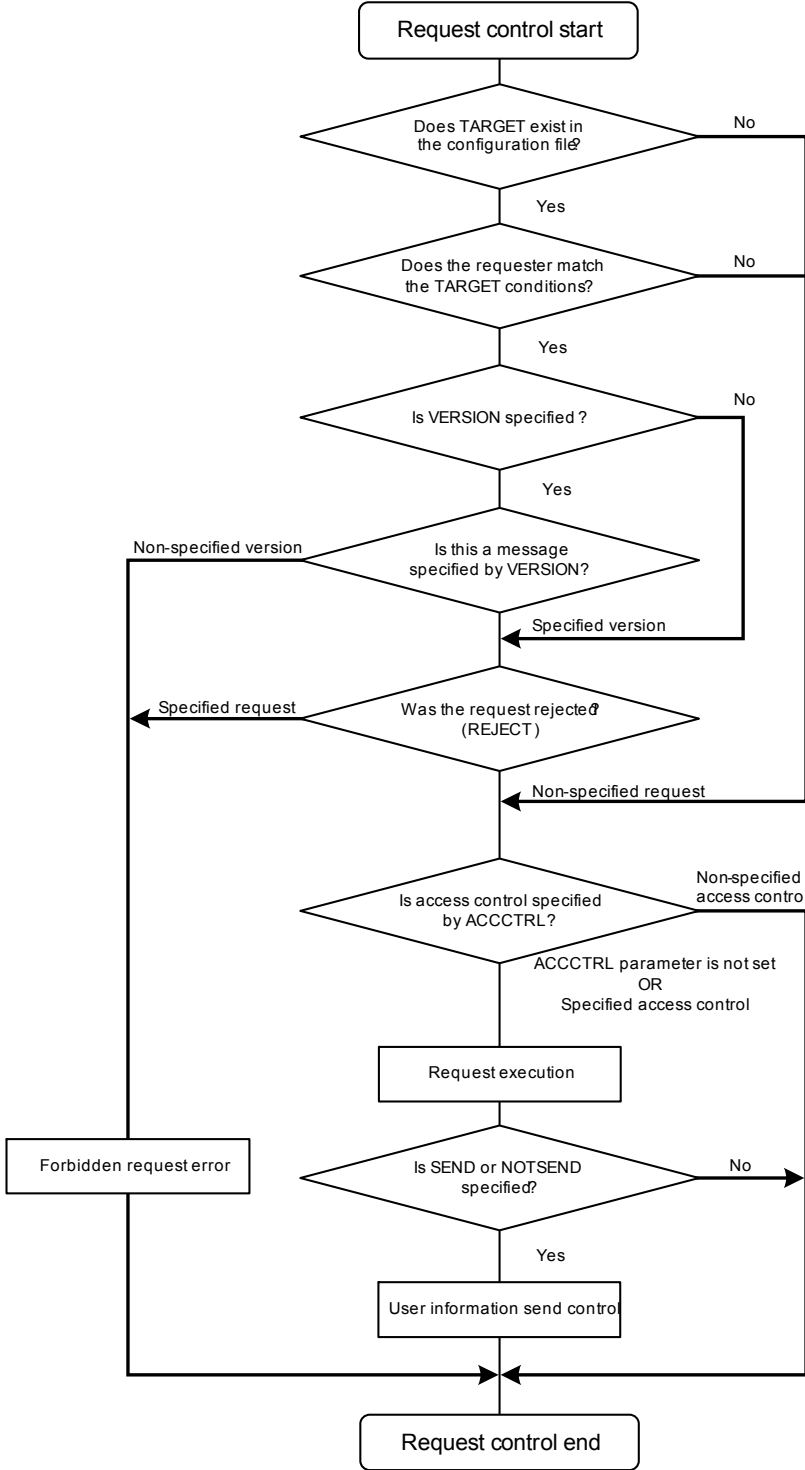 Request control start
Does TARGET exist in
the configuration file?
No
Yes
Does the requester match
the TARGET conditions?
No
Yes
Is VERSION specified ?
No
Yes
Non-specified version
Is this a message
specified by VERSION?
Specified version
Specified request
Was the request rejected?
(REJECT)
Non-specified request
Is access control specified
by ACCCTRL?
Non-specified
access contro
ACCCTRL parameter is not set
OR
Specified access control
Request execution
Forbidden request error
Is SEND or NOTSEND
specified?
No
Yes
User information send control
Request control end